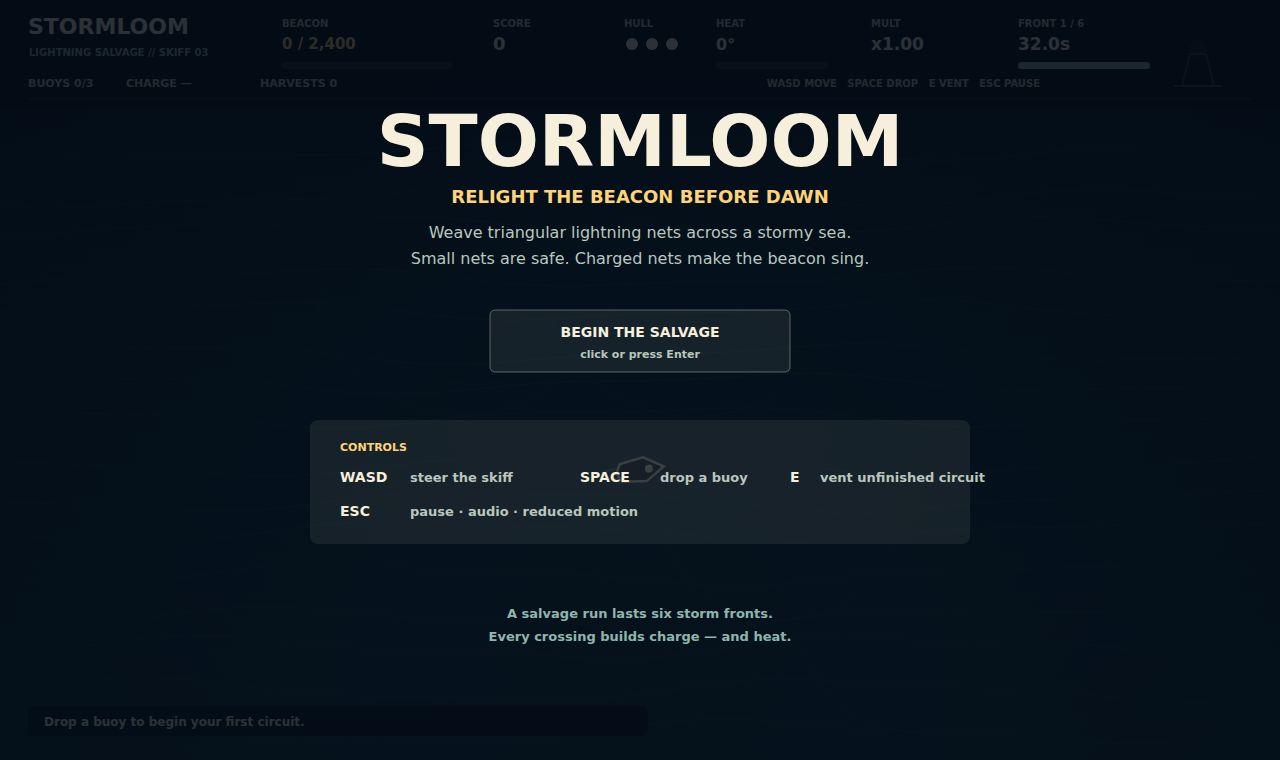 STORMLOOM
LIGHTNING SALVAGE // SKIFF 03
BEACON
0 / 2,400
SCORE
0
HULL
HEAT
0°
MULT
x1.00
FRONT 1 / 6
32.0s
BUOYS 0/3 CHARGE — HARVESTS 0
WASD MOVE SPACE DROP E VENT ESC PAUSE
STORMLOOM
RELIGHT THE BEACON BEFORE DAWN
Weave triangular lightning nets across a stormy sea.
Small nets are safe. Charged nets make the beacon sing.
BEGIN THE SALVAGE
click or press Enter
CONTROLS
WASD steer the skiff SPACE drop a buoy E vent unfinished circuit
ESC pause · audio · reduced motion
A salvage run lasts six storm fronts.
Every crossing builds charge — and heat.
Drop a buoy to begin your first circuit.